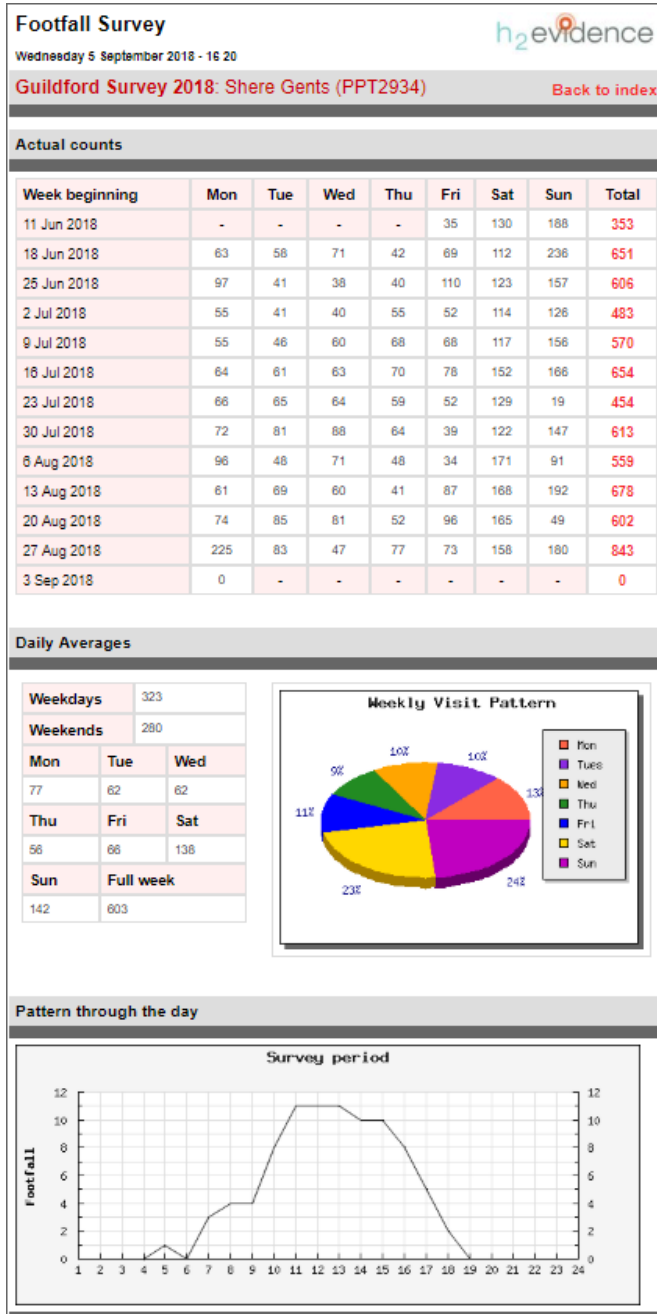 Footfall Survey
h2evidence
Wednesday 5 September 2018 - 16 20
Guildford Survey 2018: Shere Gents (PPT2934) Back to index
Actual counts
Week beginning Mon Tue Wed Thu Fri Sat Sun Total
11 Jun 2018 - - - - 35 130 188 353
18 Jun 2018 63 58 71 42 69 112 236 651
25 Jun 2018 97 41 38 40 110 123 157 606
2 Jul 2018 55 41 40 55 52 114 126 483
9 Jul 2018 55 46 60 68 68 117 156 570
16 Jul 2018 64 61 63 70 78 152 166 654
23 Jul 2018 66 65 64 59 52 129 19 454
30 Jul 2018 72 81 88 64 39 122 147 613
6 Aug 2018 96 48 71 48 34 171 91 559
13 Aug 2018 61 69 60 41 87 168 192 678
20 Aug 2018 74 85 81 52 96 165 49 602
27 Aug 2018 225 83 47 77 73 158 180 843
3 Sep 2018 0 - - - - - - 0
Daily Averages
Weekdays 323
Weekends 280
Mon Tue Wed
77 62 62
Thu Fri Sat
56 66 138
Sun Full week
142 603
Weekly Visit Pattern
13%
10%
10%
9%
11%
23%
24%
Mon
Tues
Wed
Thu
Fri
Sat
Sun
Pattern through the day
Survey period
Footfall
12 12
10 10
8 8
6 6
4 4
2 2
0 0
1 2 3 4 5 6 7 8 9 10 11 12 13 14 15 16 17 18 19 20 21 22 23 24